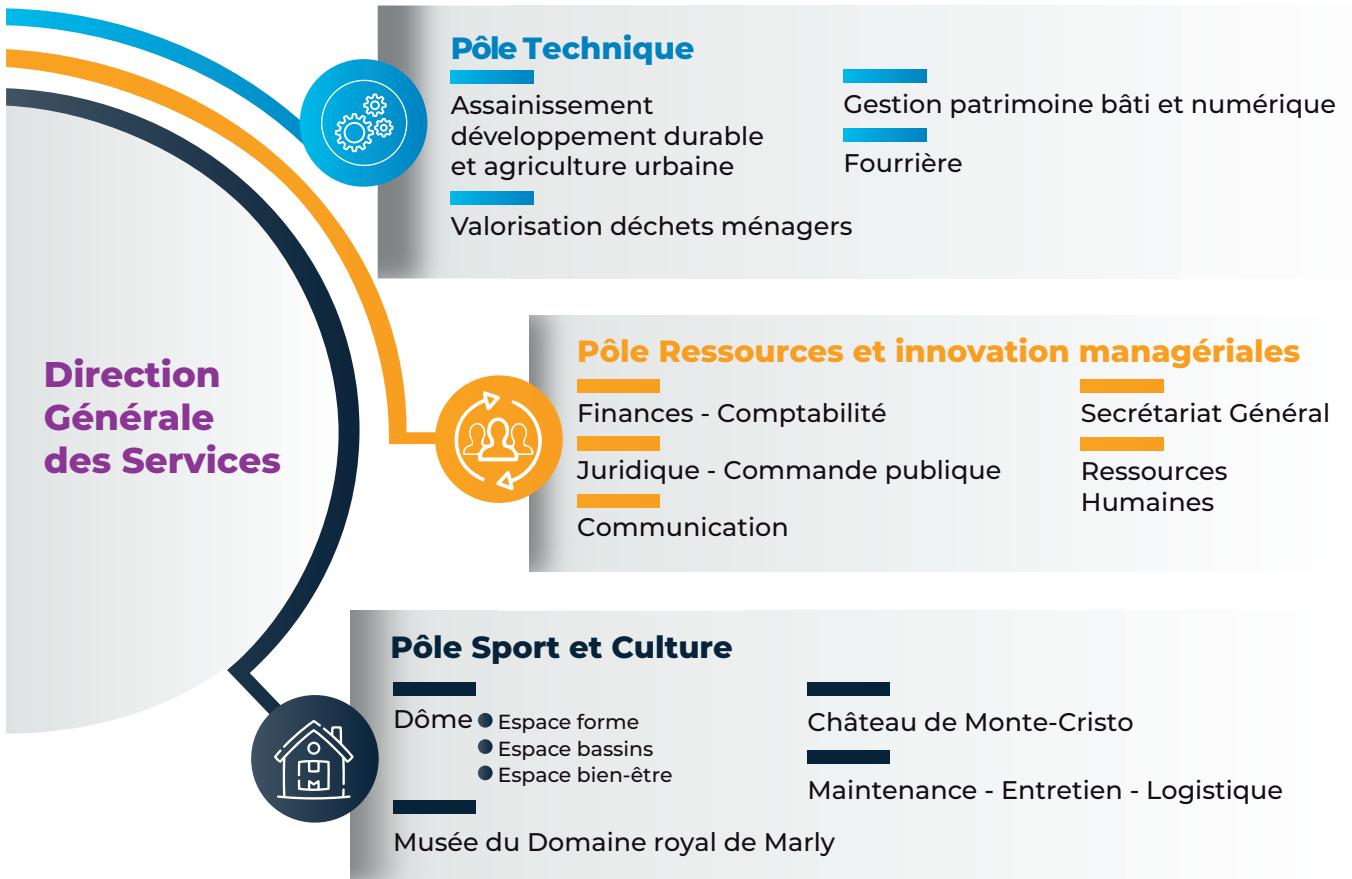 Direction
Générale
des Services
Pôle Technique
Assainissement
développement durable
et agriculture urbaine
Valorisation déchets ménagers
Gestion patrimoine bâti et numérique
Fourrière
Pôle Ressources et innovation managériales
Finances - Comptabilité
Juridique - Commande publique
Communication
Secrétariat Général
Ressources
Humaines
Pôle Sport et Culture
Dôme
Espace forme
Espace bassins
Espace bien-être
Musée du Domaine royal de Marly
Château de Monte-Cristo
Maintenance - Entretien - Logistique